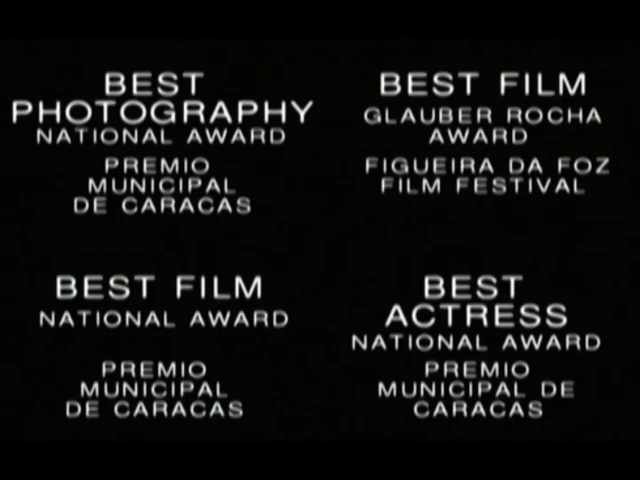 BEST
PHOTOGRAPHY
NATIONAL AWARD
PREMIO
MUNICIPAL
DE CARACAS
BEST FILM
GLAUBER ROCHA
AWARD
FIGUEIRA DA FOZ
FILM FESTIVAL
BEST FILM
NATIONAL AWARD
PREMIO
MUNICIPAL
DE CARACAS
BEST
ACTRESS
NATIONAL AWARD
PREMIO
MUNICIPAL DE
CARACAS